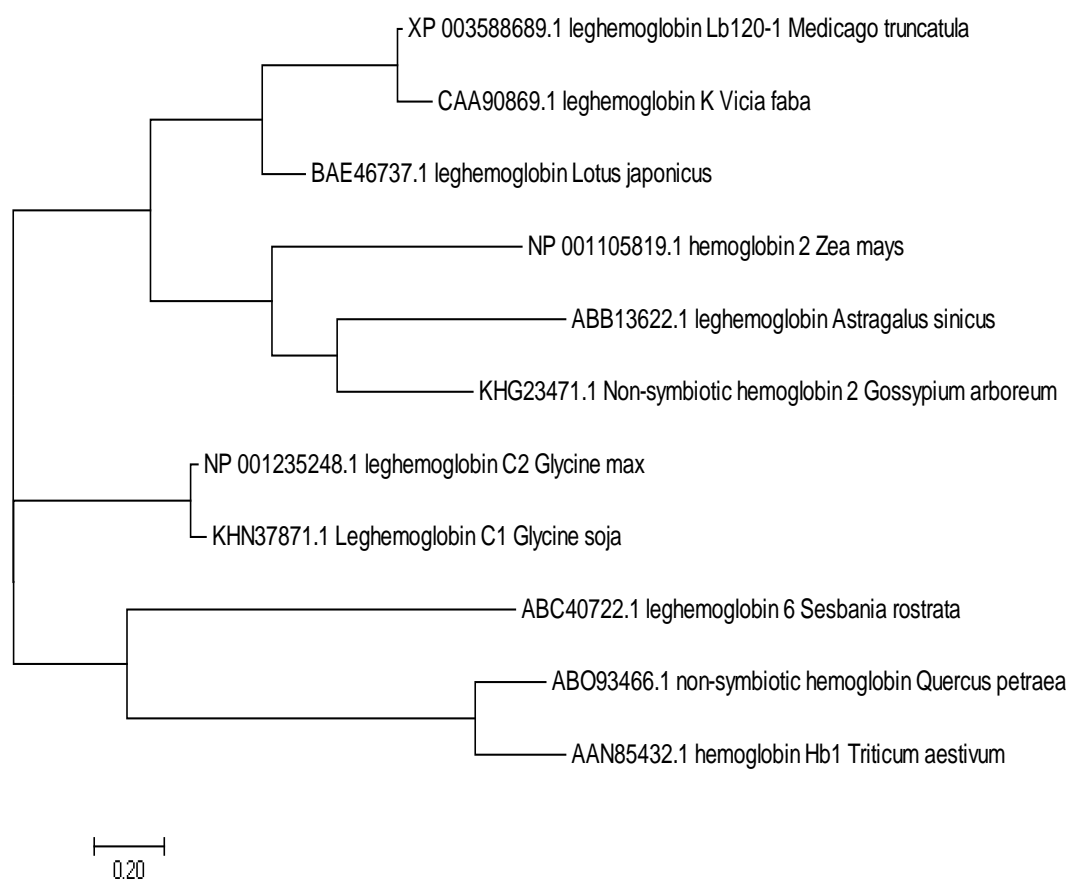 XP 003588689.1 leghemoglobin Lb120-1 Medicago truncatula
CAA90869.1 leghemoglobin K Vicia faba
BAE46737.1 leghemoglobin Lotus japonicus
NP 001105819.1 hemoglobin 2 Zea mays
ABB13622.1 leghemoglobin Astragalus sinicus
KHG23471.1 Non-symbiotic hemoglobin 2 Gossypium arboreum
NP 001235248.1 leghemoglobin C2 Glycine max
KHN37871.1 Leghemoglobin C1 Glycine soja
ABC40722.1 leghemoglobin 6 Sesbania rostrata
ABO93466.1 non-symbiotic hemoglobin Quercus petraea
AAN85432.1 hemoglobin Hb1 Triticum aestivum
0.20